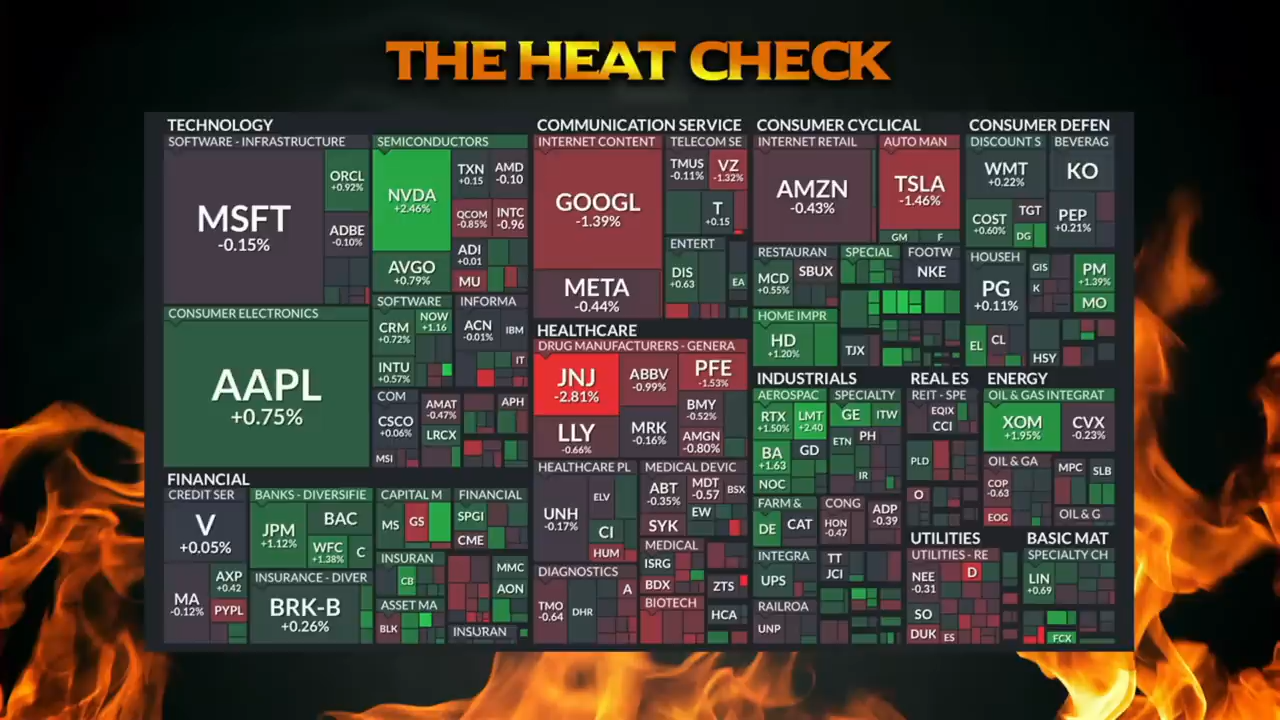 THE HEAT CHECK
TECHNOLOGY
SOFTWARE - INFRASTRUCTURE
MSFT
-0.15%
ORCL
+0.92%
ADBE
-0.10%
SEMICONDUCTORS
NVDA
+2.46%
TXN
+0.15
AMD
-0.10
QCOM
-0.85%
INTC
-0.96
AVGO
+0.79%
ADI
+0.01
MU
CONSUMER ELECTRONICS
AAPL
+0.75%
SOFTWARE
CRM
+0.72%
NOW
+1.16
INTU
+0.57%
INFORMA
ACN
-0.01%
IBM
IT
COM
CSCO
+0.06%
MSI
AMAT
-0.47%
LRCX
APH
FINANCIAL
CREDIT SER
V
+0.05%
MA
-0.12%
AXP
+0.42
PYPL
BANKS - DIVERSIFIE
JPM
+1.12%
BAC
WFC
+1.38%
C
INSURANCE - DIVER
BRK-B
+0.26%
CAPITAL M
MS
GS
FINANCIAL
SPGI
CME
INSURAN
CB
MMC
AON
ASSET MA
BLK
INSURAN
COMMUNICATION SERVICE
INTERNET CONTENT
GOOGL
-1.39%
META
-0.44%
TELECOM SE
TMUS
-0.11%
VZ
-1.32%
T
+0.15
ENTERT
DIS
+0.63
EA
HEALTHCARE
DRUG MANUFACTURERS - GENERA
JNJ
-2.81%
ABBV
-0.99%
PFE
-1.53%
LLY
-0.66%
MRK
-0.16%
BMY
-0.52%
AMGN
-0.80%
HEALTHCARE PL
UNH
-0.17%
ELV
CI
HUM
MEDICAL DEVIC
ABT
-0.35%
MDT
-0.57
BSX
SYK
EW
MEDICAL
ISRG
BDX
ZTS
DIAGNOSTICS
TMO
-0.64
DHR
A
BIOTECH
HCA
CONSUMER CYCLICAL
INTERNET RETAIL
AMZN
-0.43%
AUTO MAN
TSLA
-1.46%
GM
F
RESTAURAN
MCD
+0.55%
SBUX
SPECIAL
FOOTW
NKE
HOME IMPR
HD
+1.20%
TJX
CONSUMER DEFEN
DISCOUNT S
WMT
+0.22%
COST
+0.60%
TGT
DG
BEVERAG
KO
PEP
+0.21%
HOUSEH
PG
+0.11%
EL
CL
GIS
K
HSY
PM
+1.39%
MO
INDUSTRIALS
AEROSPAC
RTX
+1.50%
LMT
+2.40
BA
+1.63
GD
NOC
SPECIALTY
GE
ITW
ETN
PH
IR
FARM &
DE
CAT
CONG
HON
-0.47
ADP
-0.39
INTEGRA
UPS
TT
JCI
RAILROA
UNP
REAL ES
REIT - SPE
EQIX
CCI
PLD
O
ENERGY
OIL & GAS INTEGRAT
XOM
+1.95%
CVX
-0.23%
OIL & GA
COP
-0.63
EOG
MPC
SLB
OIL & G
UTILITIES
UTILITIES - RE
NEE
-0.31
D
SO
DUK
ES
BASIC MAT
SPECIALTY CH
LIN
+0.69
FCX